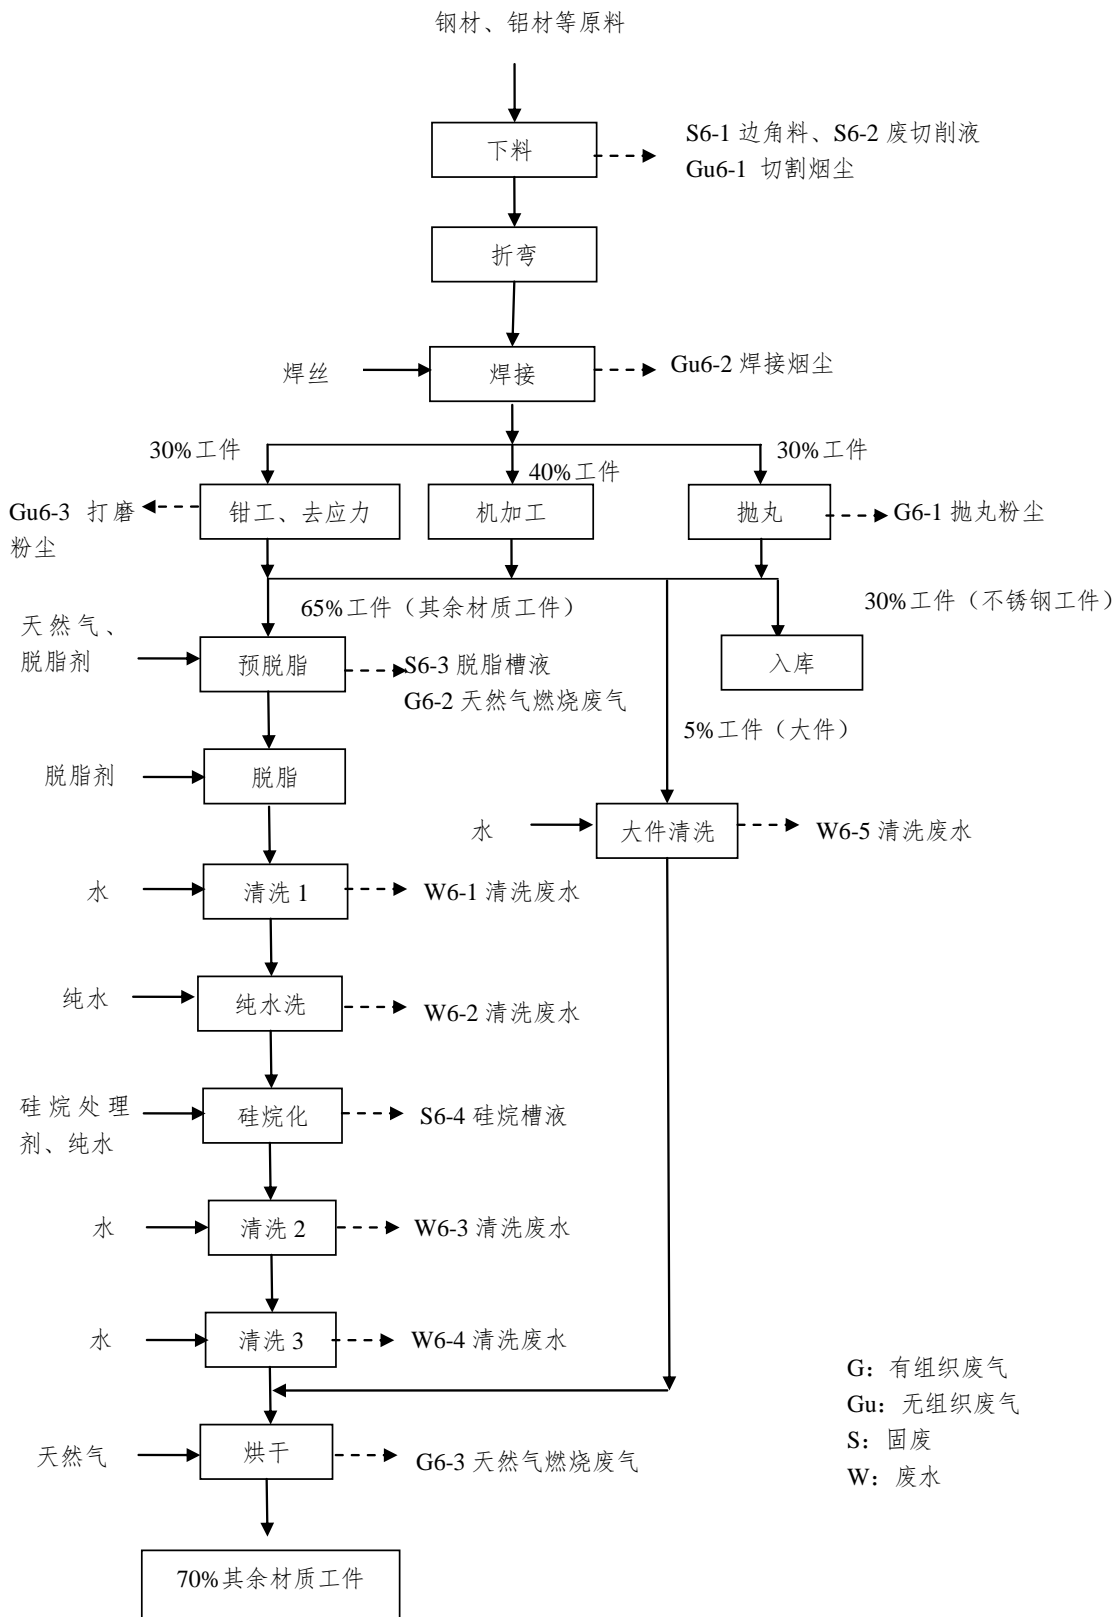 钢材、铝材等原料
下料
S6-1 边角料、S6-2 废切削液
Gu6-1 切割烟尘
折弯
焊丝
焊接
Gu6-2 焊接烟尘
30%工件
40%工件
30%工件
Gu6-3 打磨
粉尘
钳工、去应力
机加工
抛丸
G6-1 抛丸粉尘
65%工件（其余材质工件）
30%工件（不锈钢工件）
天然气、
脱脂剂
预脱脂
S6-3 脱脂槽液
G6-2 天然气燃烧废气
入库
5%工件（大件）
脱脂剂
脱脂
水
大件清洗
W6-5 清洗废水
水
清洗 1
W6-1 清洗废水
纯水
纯水洗
W6-2 清洗废水
硅烷处理
剂、纯水
硅烷化
S6-4 硅烷槽液
水
清洗 2
W6-3 清洗废水
水
清洗 3
W6-4 清洗废水
G：有组织废气
Gu：无组织废气
S：固废
W：废水
天然气
烘干
G6-3 天然气燃烧废气
70%其余材质工件